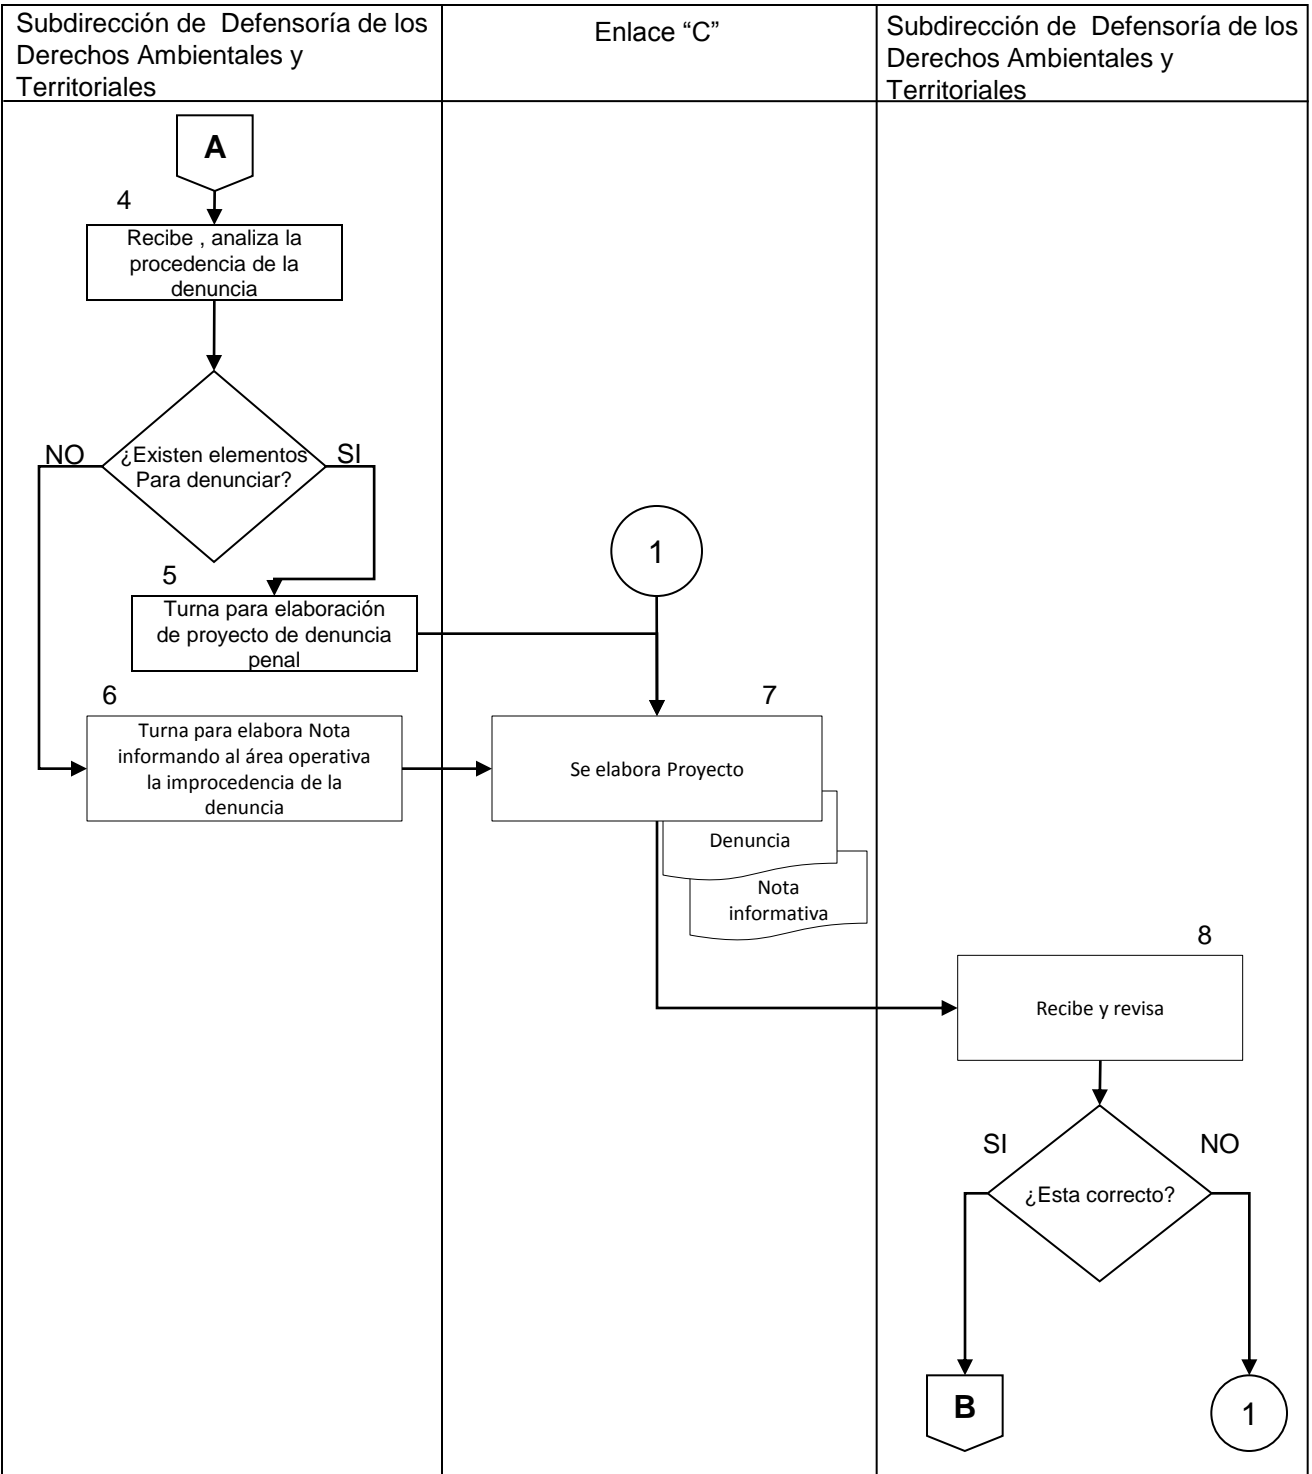 Subdirección de  Defensoría de los
Derechos Ambientales y
Territoriales
Enlace “C”
Subdirección de  Defensoría de los
Derechos Ambientales y
Territoriales
A
4
Recibe , analiza la
procedencia de la
denuncia
NO
¿Existen elementos
Para denunciar?
SI
1
5
Turna para elaboración
de proyecto de denuncia
penal
6
Turna para elabora Nota
informando al área operativa
la improcedencia de la
denuncia
7
Se elabora Proyecto
Denuncia
Nota
informativa
8
Recibe y revisa
SI
NO
¿Esta correcto?
B
1